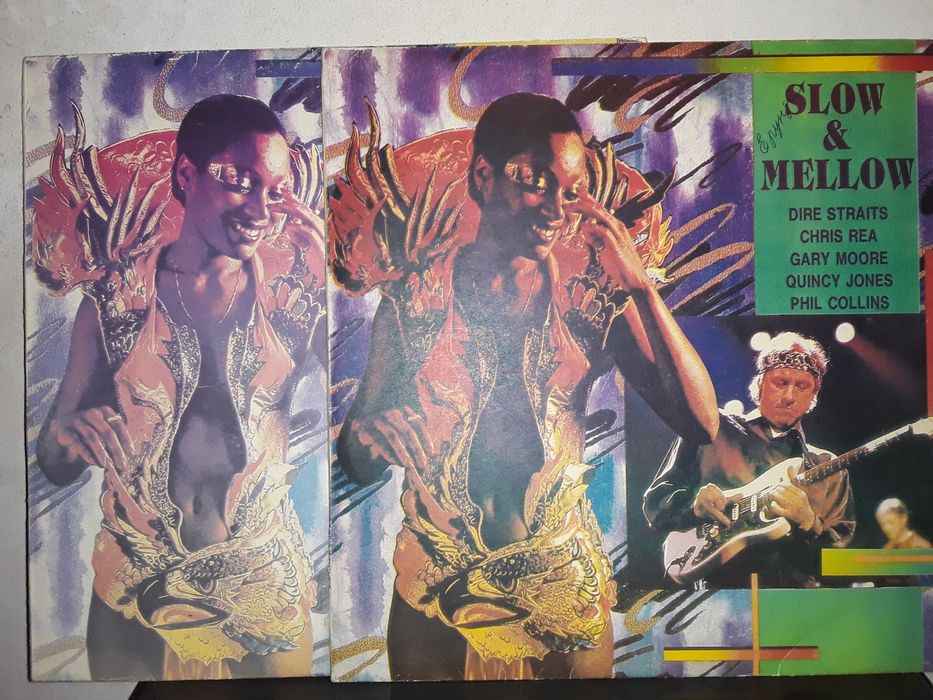 SLOW
&
MELLOW
DIRE STRAITS
CHRIS REA
GARY MOORE
QUINCY JONES
PHIL COLLINS